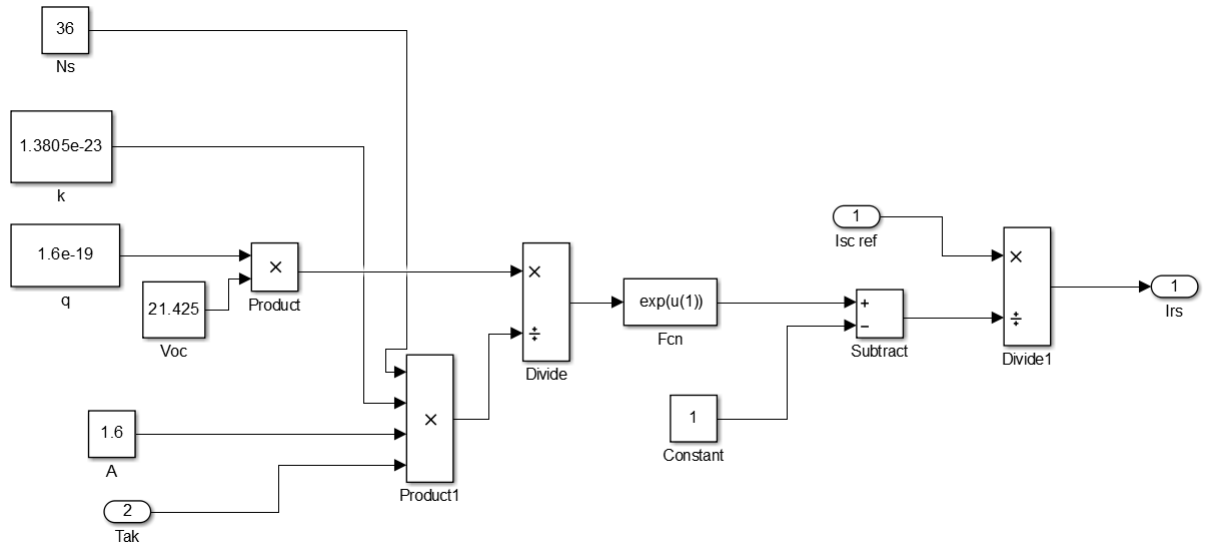 36
Ns
1.3805e-23
k
1.6e-19
q
21.425
Voc
×
Product
1.6
A
2
Tak
×
Product1
×
÷
Divide
exp(u(1))
Fcn
1
Constant
+
−
Subtract
1
Isc ref
×
÷
Divide1
1
Irs